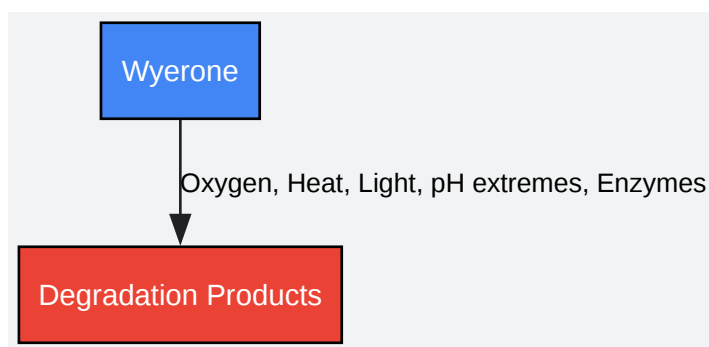 Wyerone
Oxygen, Heat, Light, pH extremes, Enzymes
Degradation Products